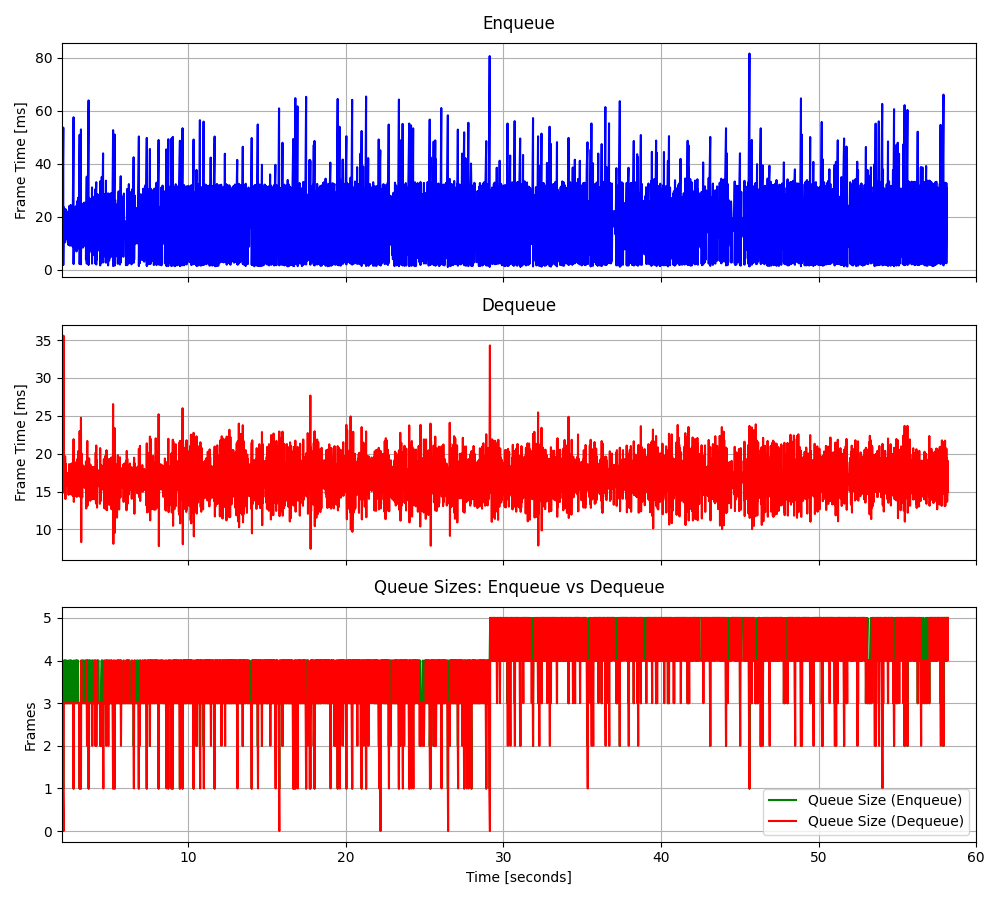 Enqueue
80
60
40
20
0
Frame Time [ms]
Dequeue
35
30
25
20
15
10
Frame Time [ms]
Queue Sizes: Enqueue vs Dequeue
5
4
3
2
1
0
Frames
Queue Size (Enqueue)
Queue Size (Dequeue)
10 20 30 40 50 60
Time [seconds]